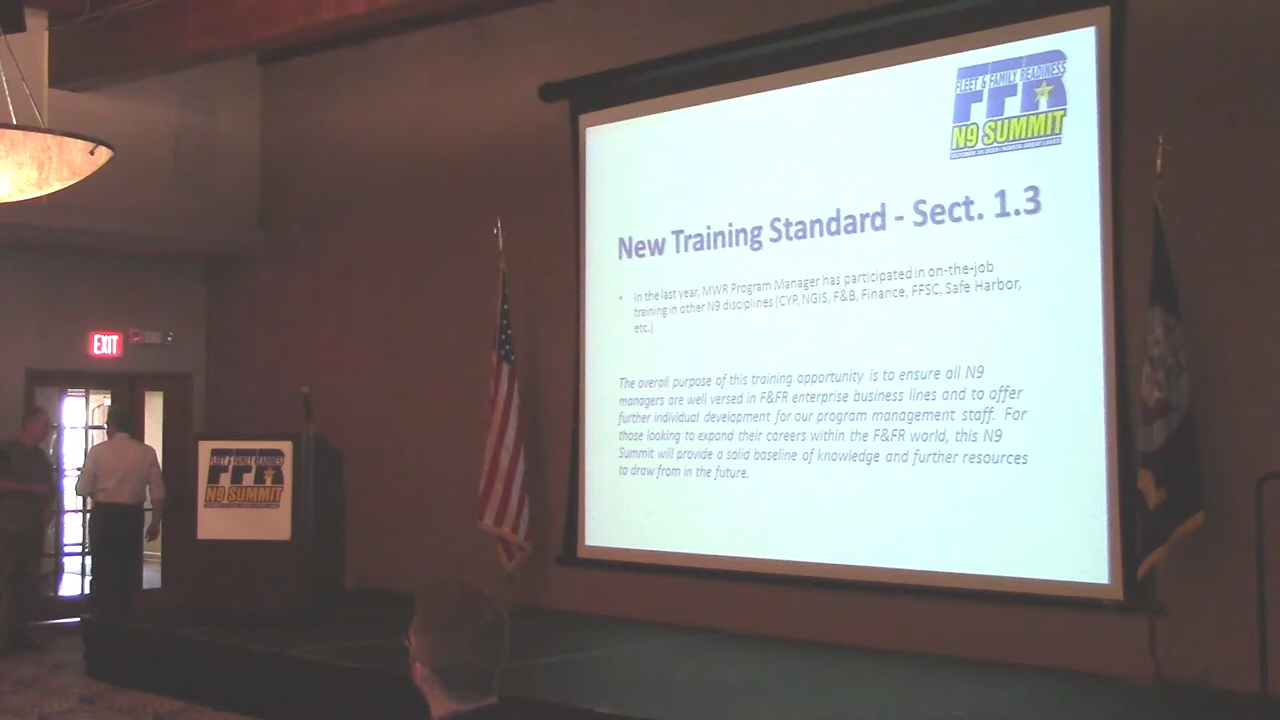 FLEET & FAMILY READINESS
FFR
N9 SUMMIT
New Training Standard - Sect. 1.3
• In the last year, MWR Program Manager has participated in on-the-job
training in other N9 disciplines (CYP, NGIS, F&B, Finance, FFSC, Safe Harbor,
etc.)
The overall purpose of this training opportunity is to ensure all N9
managers are well versed in F&FR enterprise business lines and to offer
further individual development for our program management staff. For
those looking to expand their careers within the F&FR world, this N9
Summit will provide a solid baseline of knowledge and further resources
to draw from in the future.
EXIT
FLEET & FAMILY READINESS
FFR
N9 SUMMIT